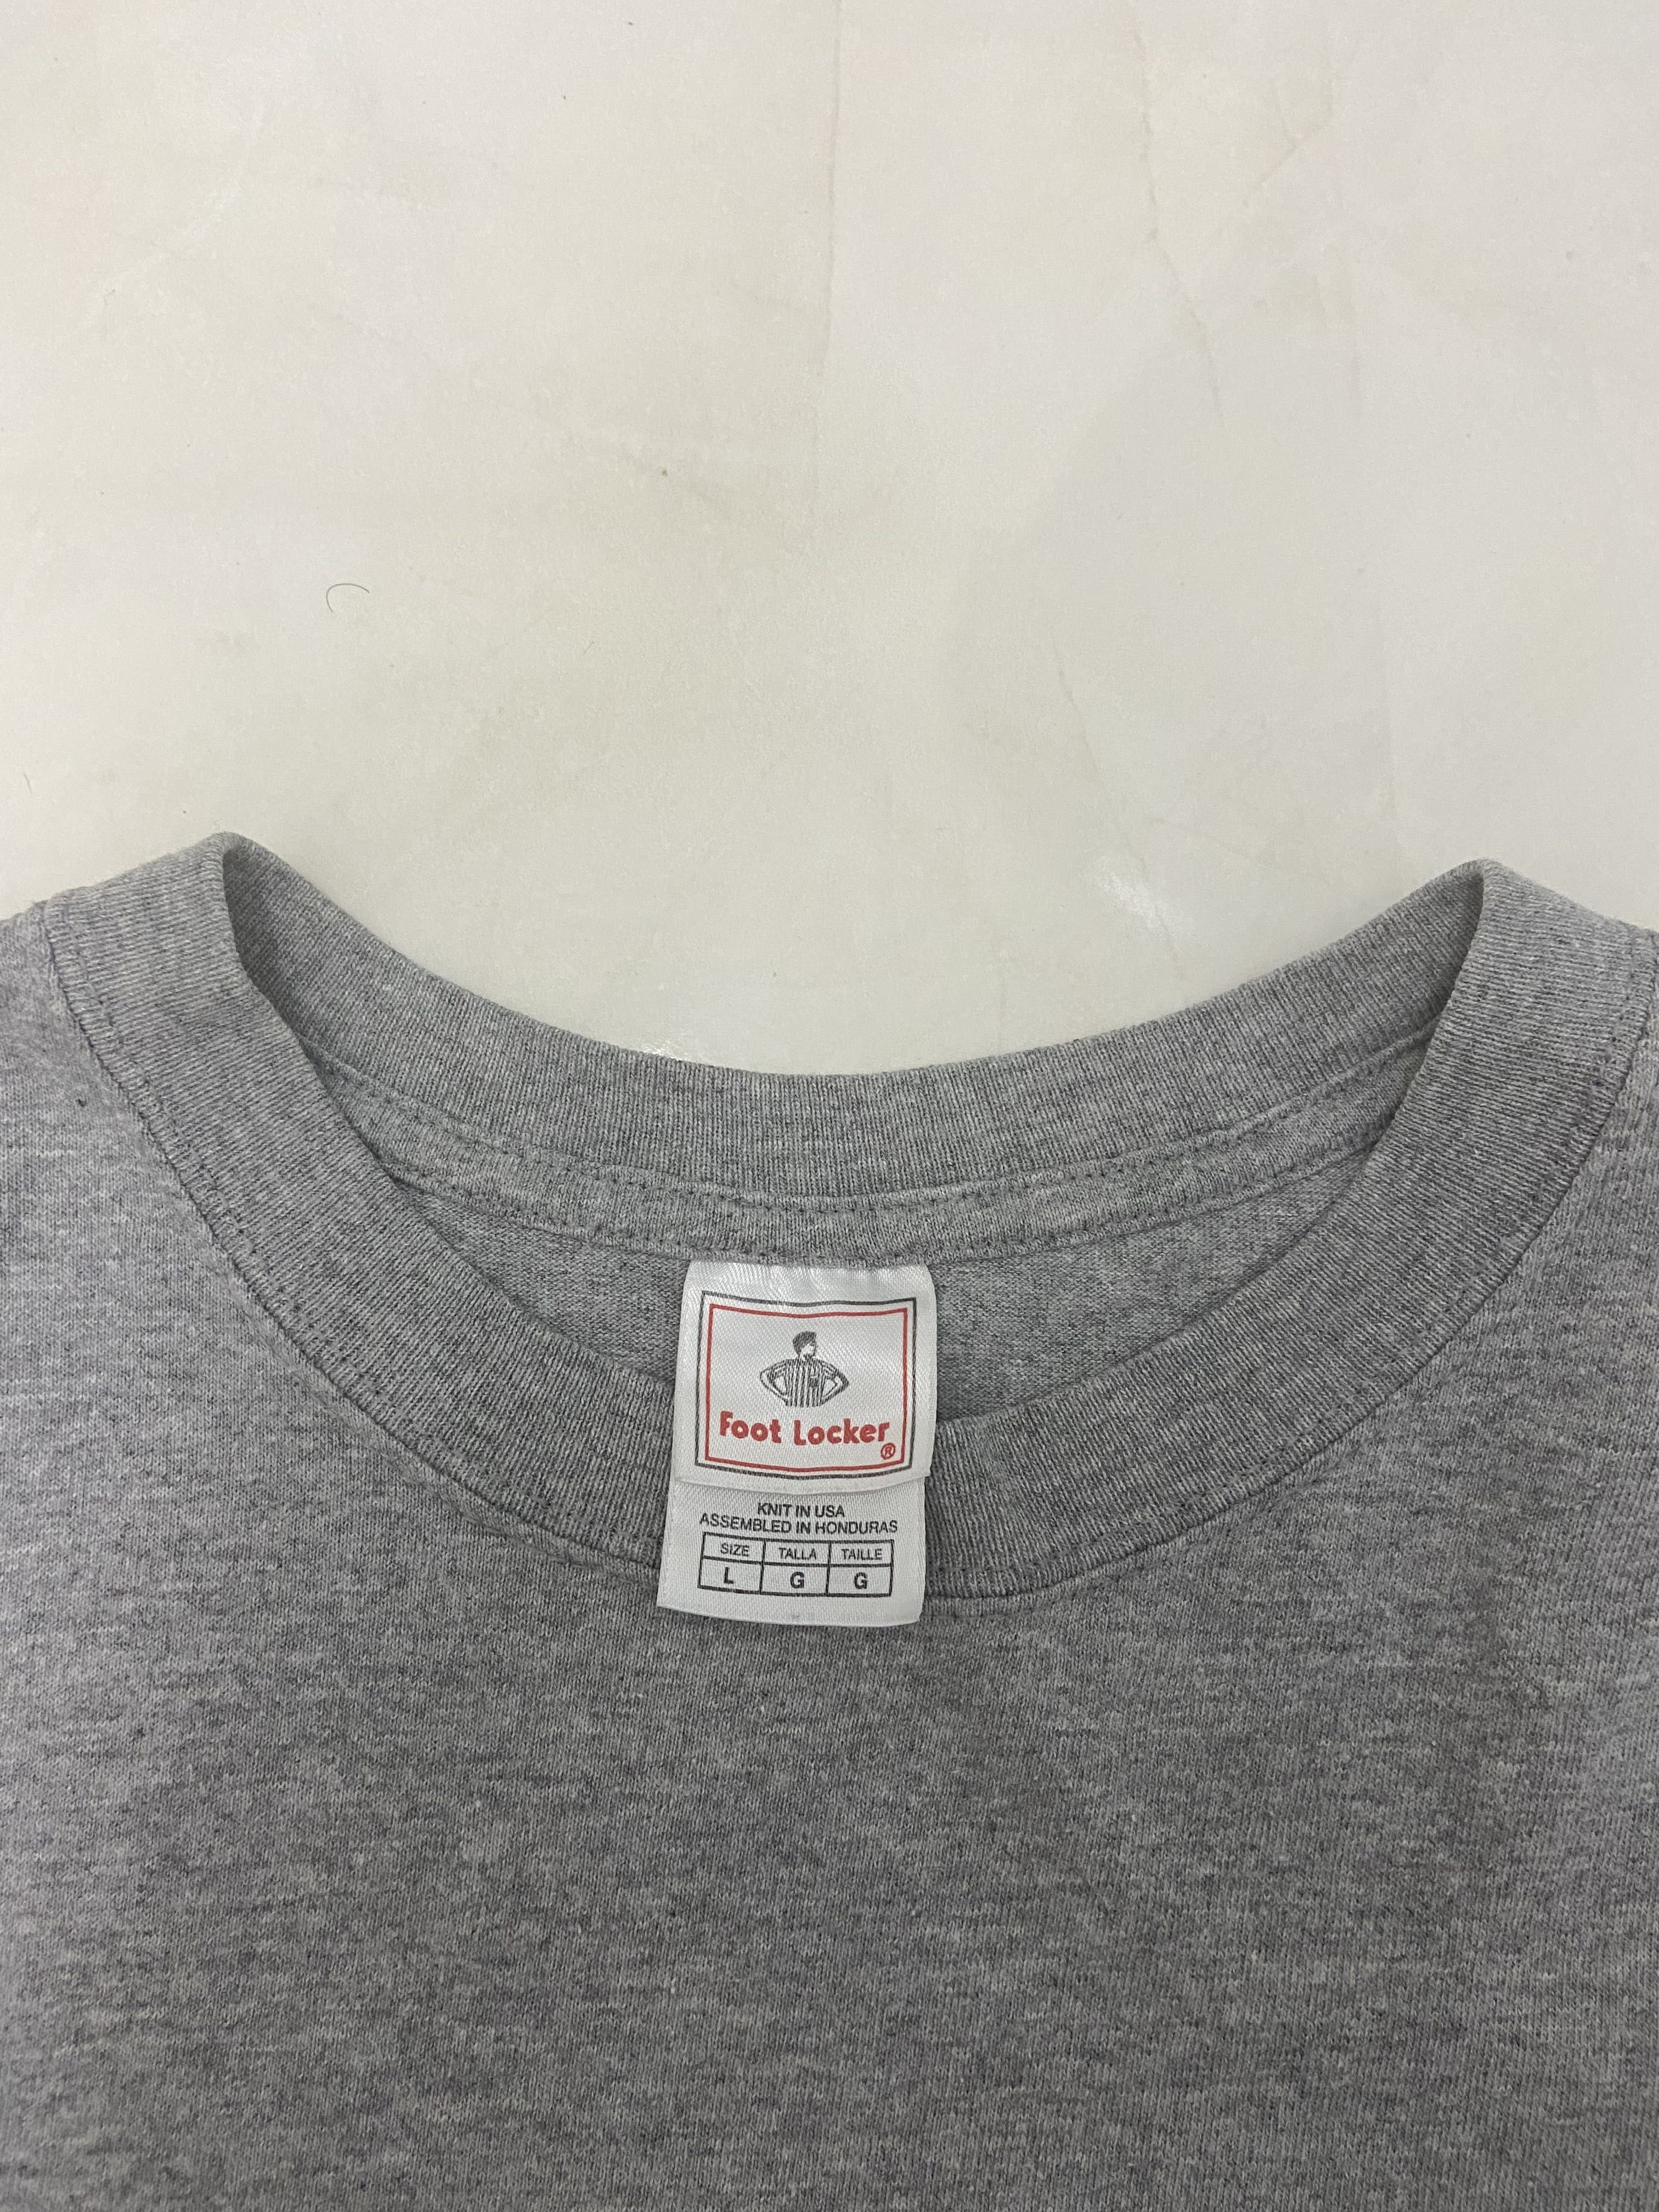 Foot Locker
®
KNIT IN USA
ASSEMBLED IN HONDURAS
SIZE TALLA TAILLE
L G G